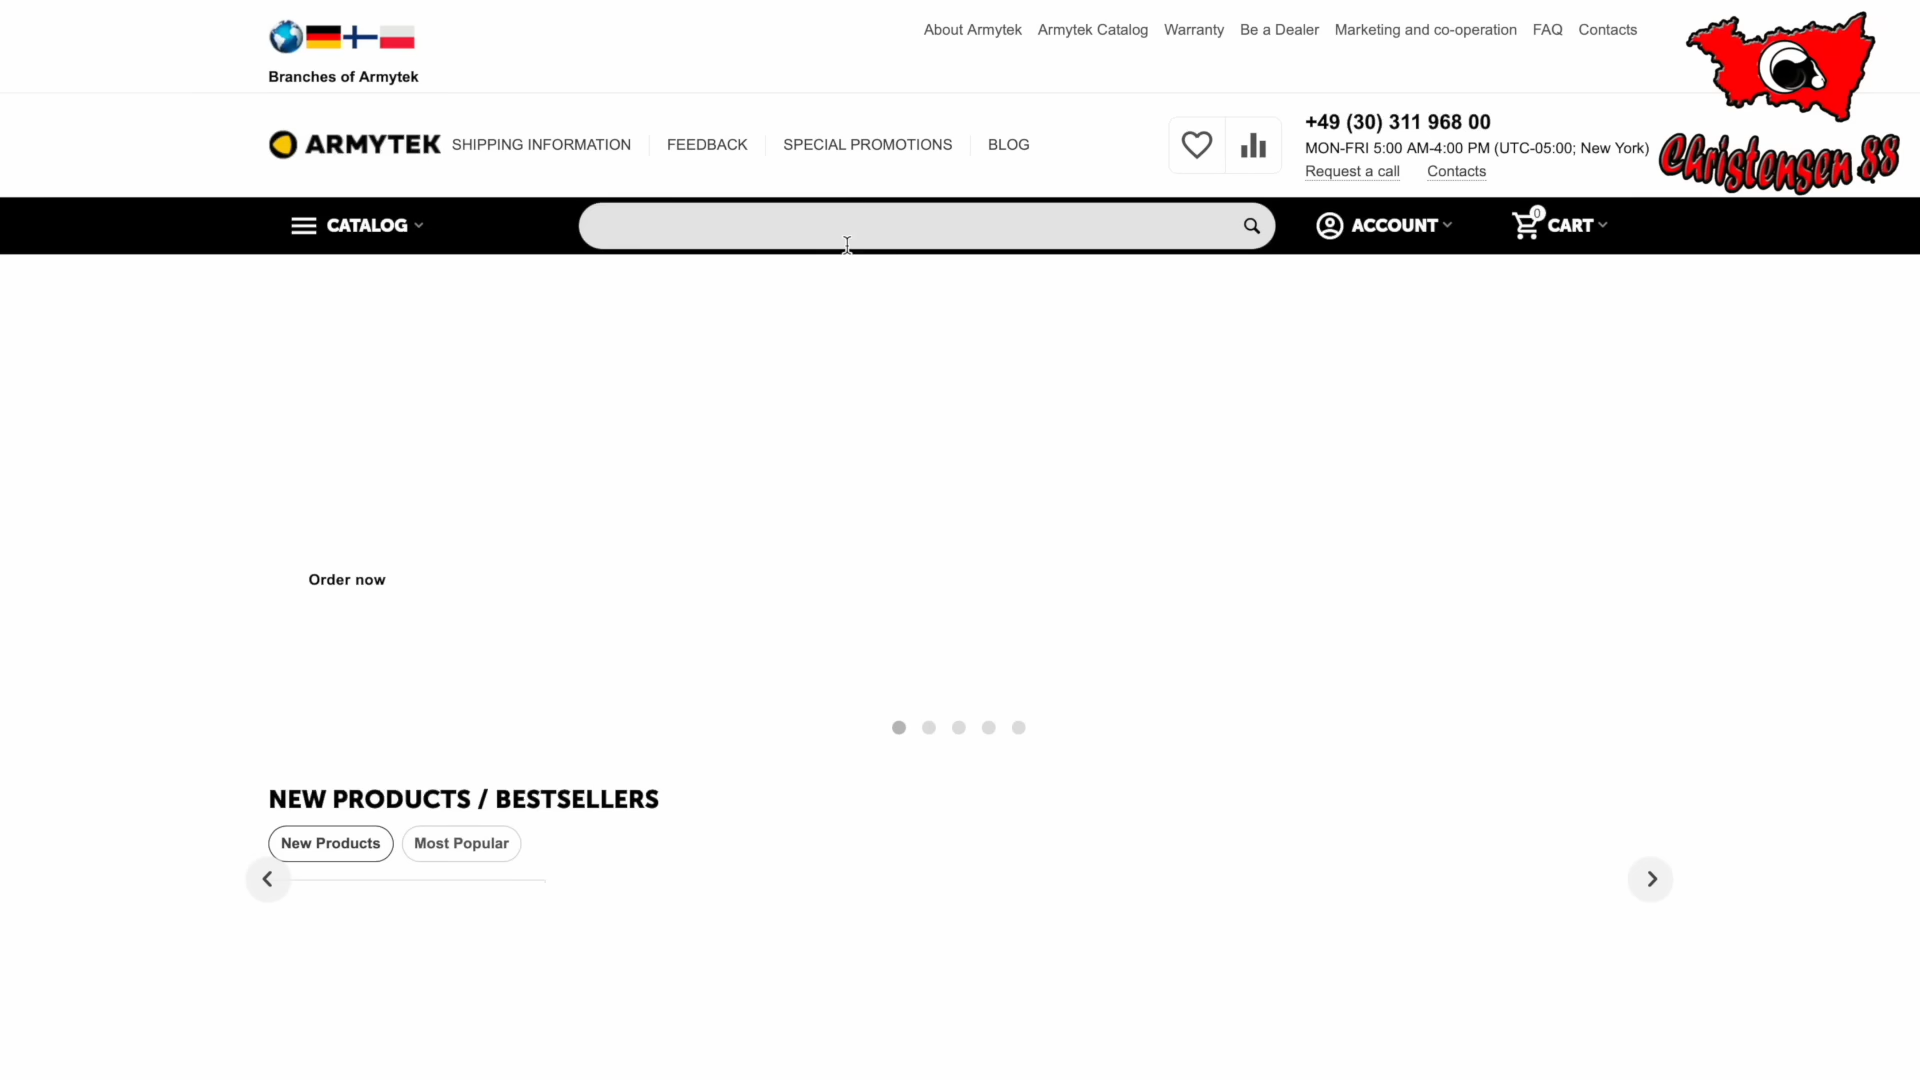 About Armytek Armytek Catalog Warranty Be a Dealer Marketing and co-operation FAQ Contacts
Branches of Armytek
ARMYTEK SHIPPING INFORMATION FEEDBACK SPECIAL PROMOTIONS BLOG
+49 (30) 311 968 00
MON-FRI 5:00 AM-4:00 PM (UTC-05:00; New York)
Request a call Contacts
Christensen 88
CATALOG ACCOUNT 0 CART
Order now
NEW PRODUCTS / BESTSELLERS
New Products Most Popular